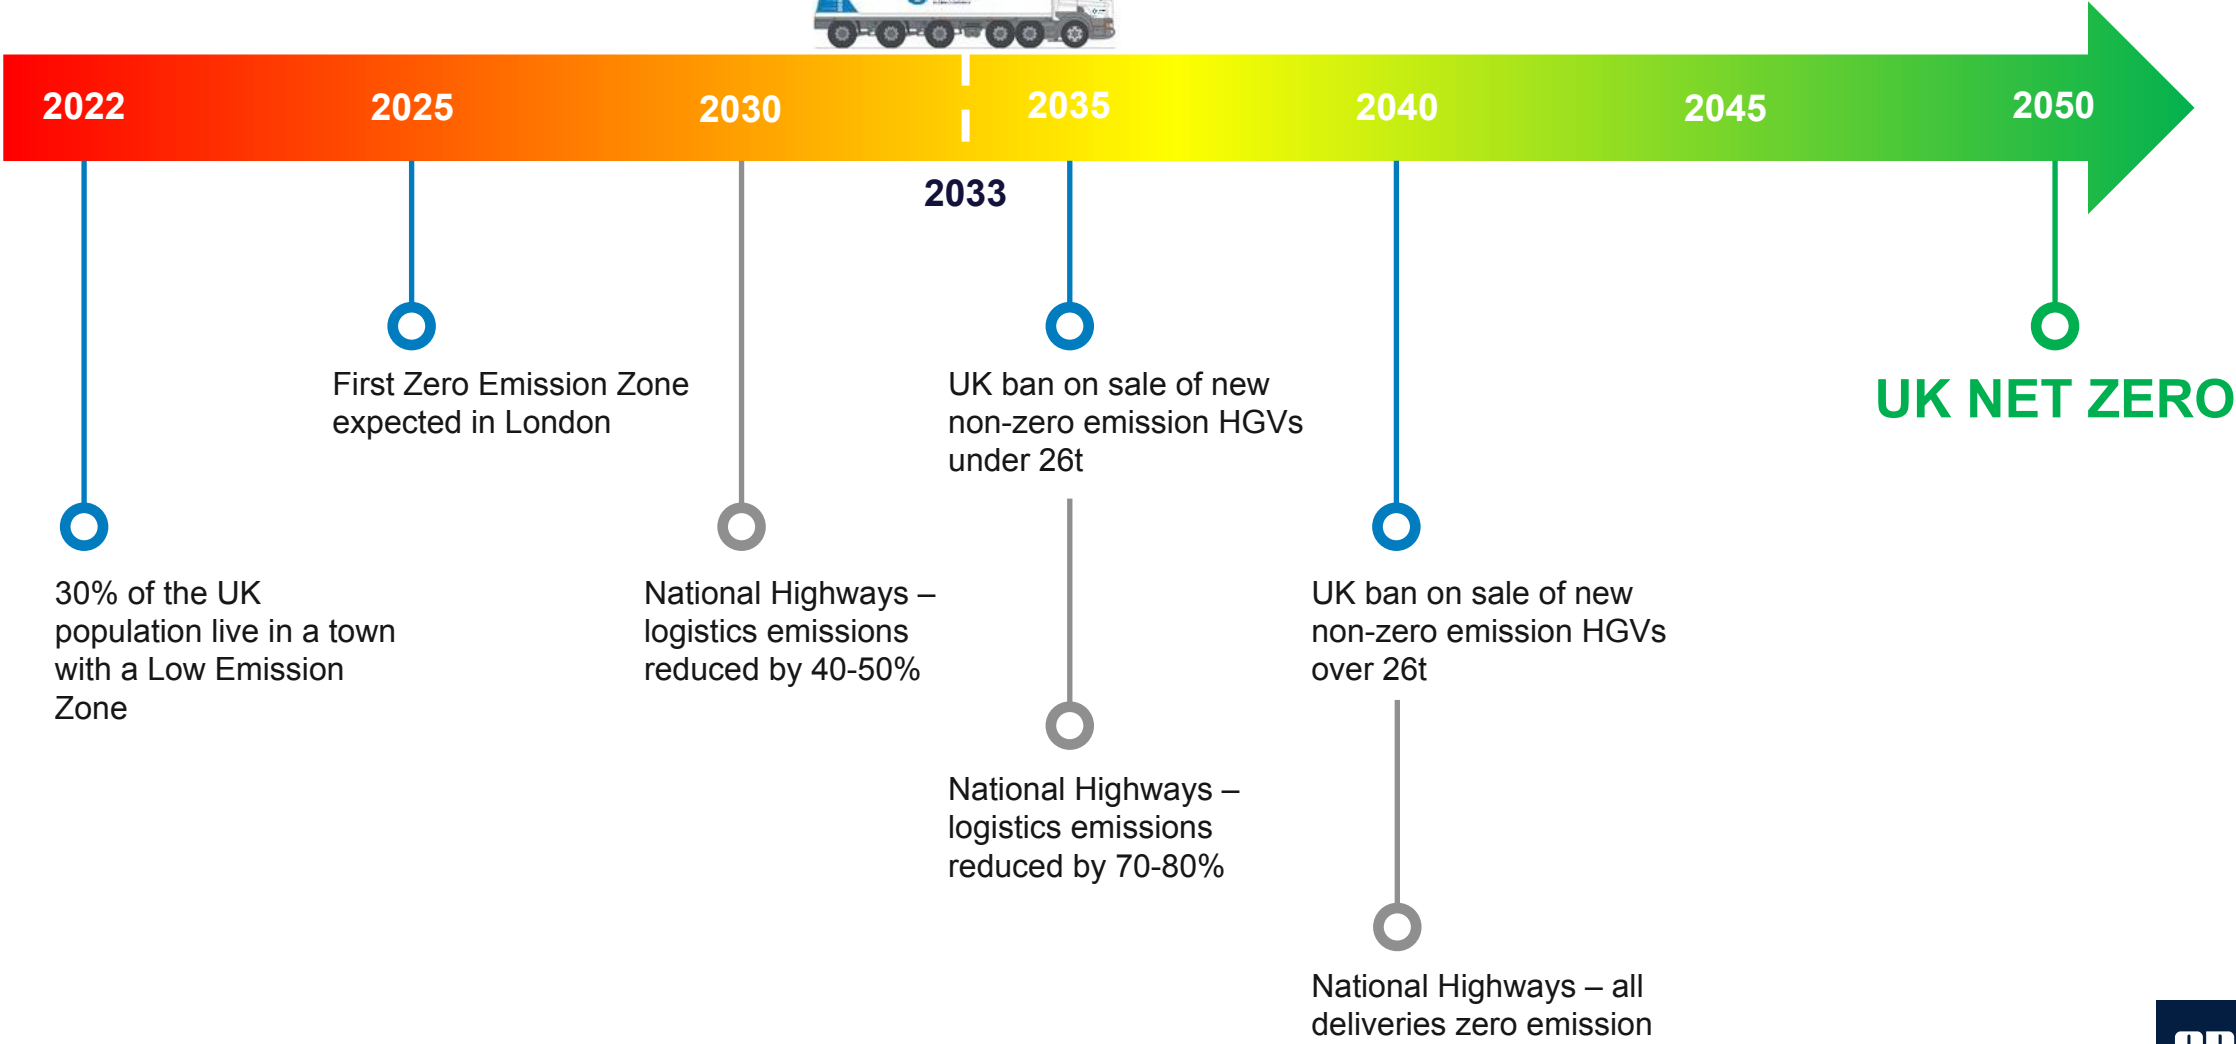 2022
2025
2030
2035
2040
2045
2050
2033
First Zero Emission Zone
expected in London
UK ban on sale of new
non-zero emission HGVs
under 26t
UK NET ZERO
30% of the UK
population live in a town
with a Low Emission
Zone
National Highways –
logistics emissions
reduced by 40-50%
UK ban on sale of new
non-zero emission HGVs
over 26t
National Highways –
logistics emissions
reduced by 70-80%
National Highways – all
deliveries zero emission